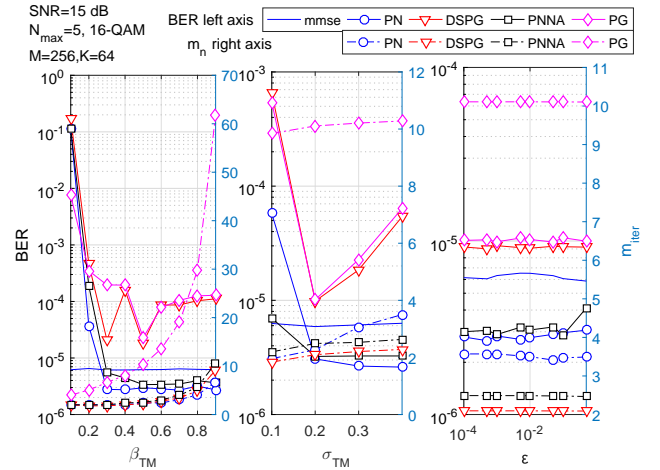 SNR=15 dB
N_max=5, 16-QAM
M=256,K=64
BER left axis
mmse PN DSPG PNNA PG
m_n right axis
PN DSPG PNNA PG
BER
10^0
10^-1
10^-2
10^-3
10^-4
10^-5
10^-6
0.2 0.4 0.6 0.8
β_TM
70
60
50
40
30
20
10
0
10^-3
10^-4
10^-5
10^-6
0.1 0.2 0.3
σ_TM
12
10
8
6
4
2
0
10^-4
10^-5
10^-6
10^-4 10^-2
ε
11
10
9
8
7
6
5
4
3
2
m_iter